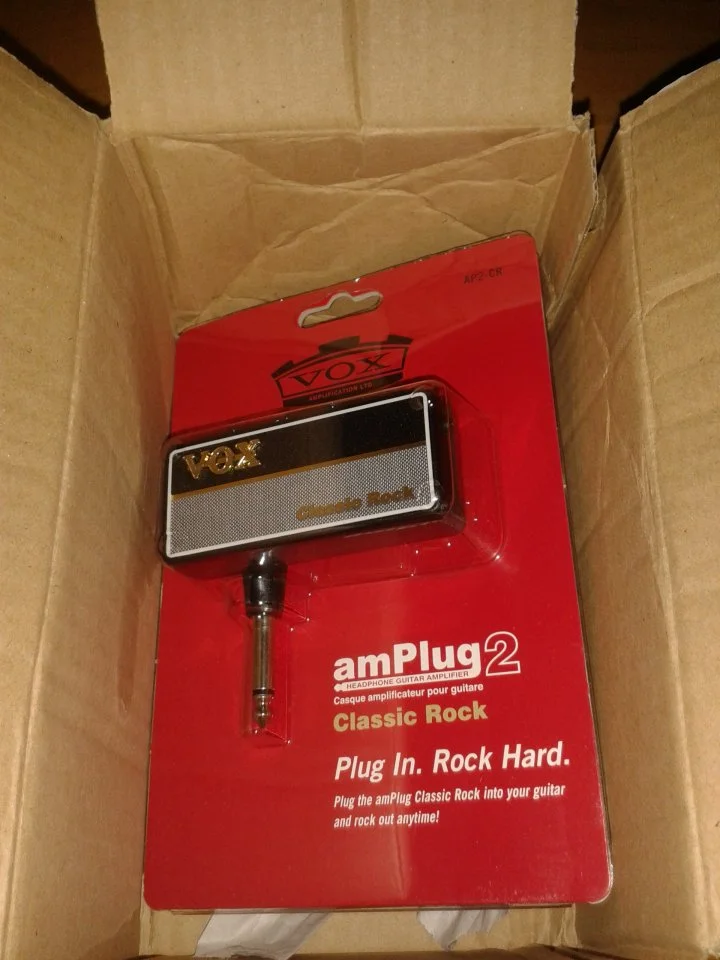 AP2-CR
VOX
AMPLIFICATION LTD
VOX
Classic Rock
amPlug2
HEADPHONE GUITAR AMPLIFIER
Casque amplificateur pour guitare
Classic Rock
Plug In. Rock Hard.
Plug the amPlug Classic Rock into your guitar
and rock out anytime!